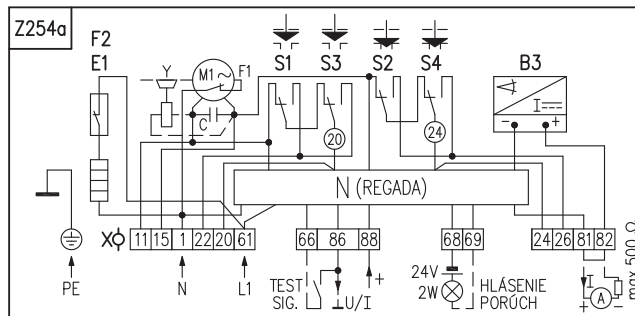 Z254a
F2
E1
Y
M1 ~
F1
C
S1
S3
S2
S4
B3
I
- +
20
24
N (REGADA)
X
11 15 1 22 20 61
66 86 88
68 69
24 26 81 82
PE
N
L1
TEST
SIG.
U/I
+
24V
2W
HLÁSENIE
PORÚCH
I
+ A -
max 500 Ω